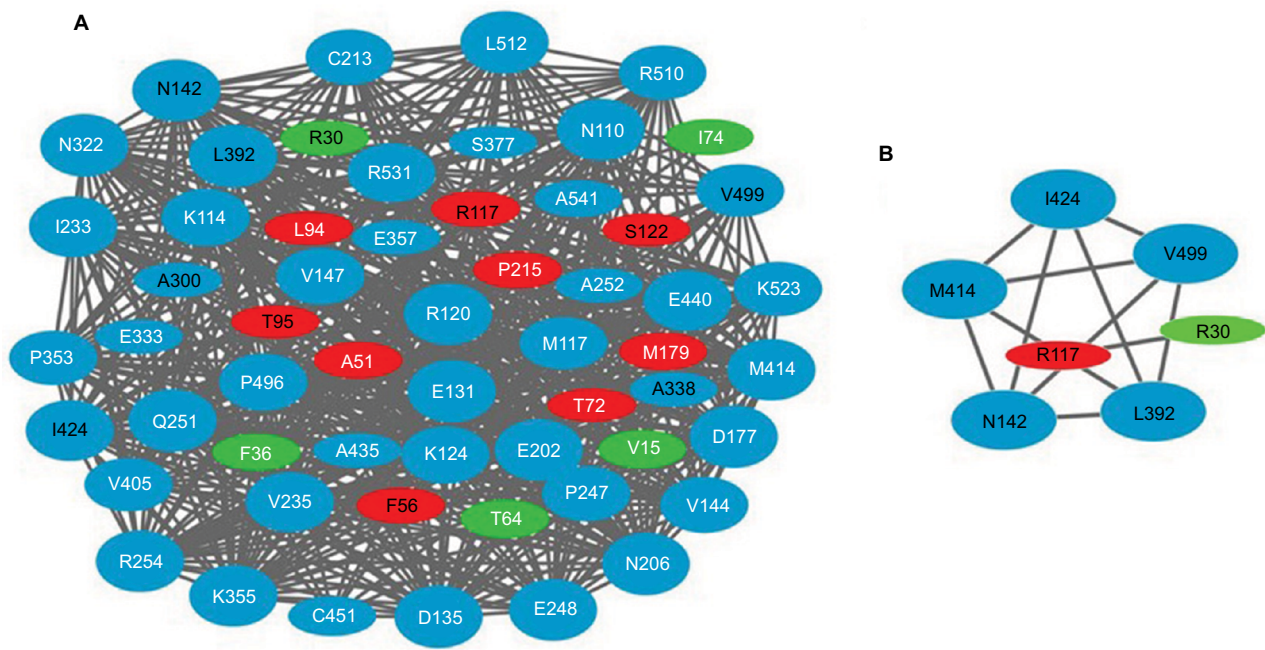 A
L512
C213
R510
N142
N110
I74
R30
S377
N322
L392
R531
V499
A541
R117
K114
S122
I233
L94
E357
P215
V147
A252
A300
E440
K523
R120
T95
E333
M117
M179
P353
A51
M414
P496
E131
A338
T72
I424
Q251
D177
F36
A435
K124
E202
V15
V405
P247
V235
F56
V144
T64
R254
N206
K355
C451
D135
E248
B
I424
V499
M414
R30
R117
N142
L392